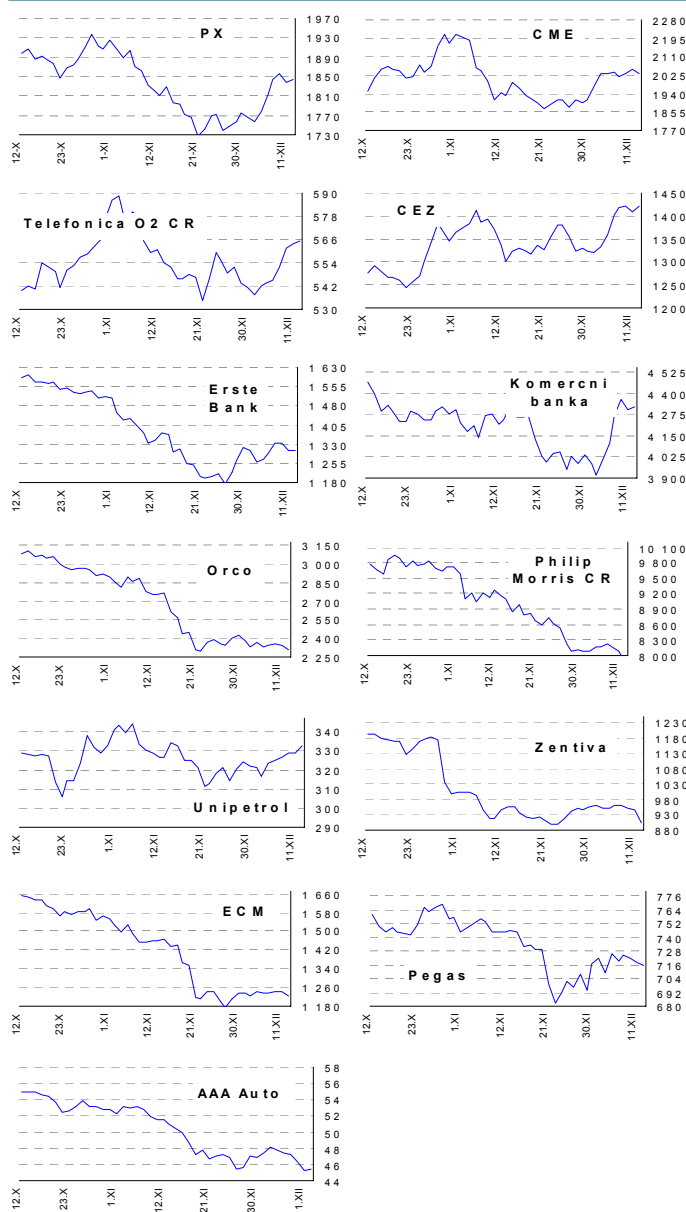 PX
1970
1930
1890
1850
1810
1770
1730
12-X
23-X
1-XI
12-XI
21-XI
30-XI
11-XII
CME
2280
2195
2110
2025
1940
1855
1770
12.X
23.X
1.XI
12.XI
21.XI
30.XI
11.XII
Telefonica O2 CR
590
578
566
554
542
530
12.X
23.X
1.XI
12.XI
21.XI
30.XI
11.XII
CEZ
1450
1400
1350
1300
1250
1200
12.X
23.X
1.XI
12.XI
21.XI
30.XI
11.XII
Erste
Bank
1 630
1 555
1 480
1 405
1 330
1 255
1 180
12.X
23.X
1.XI
12.XI
21.XI
30.XI
11.XII
Komercni
banka
4 525
4 400
4 275
4 150
4 025
3 900
12.X
23.X
1.XI
12.XI
21.XI
30.XI
11.XII
Orco
3 150
3 000
2 850
2 700
2 550
2 400
2 250
12.X
23.X
1.XI
12.XI
21.XI
30.XI
11.XII
Philip
Morris CR
10 100
9 800
9 500
9 200
8 900
8 600
8 300
8 000
12.X
23.X
1.XI
12.XI
21.XI
30.XI
11.XII
Unipetrol
340
330
320
310
300
290
12.X
23.X
1.XI
12.XI
21.XI
30.XI
11.XII
Zentiva
1230
1180
1130
1080
1030
980
930
880
12.X
23.X
1.XI
12.XI
21.XI
30.XI
11.XII
ECM
1 660
1 580
1 500
1 420
1 340
1 260
1 180
12.X
23.X
1.XI
12.XI
21.XI
30.XI
11.XII
Pegas
776
764
752
740
728
716
704
692
680
12.X
23.X
1.XI
12.XI
21.XI
30.XI
11.XII
AAA Auto
58
56
54
52
50
48
46
44
12.X
23.X
1.XI
12.XI
21.XI
30.XI
1.XII